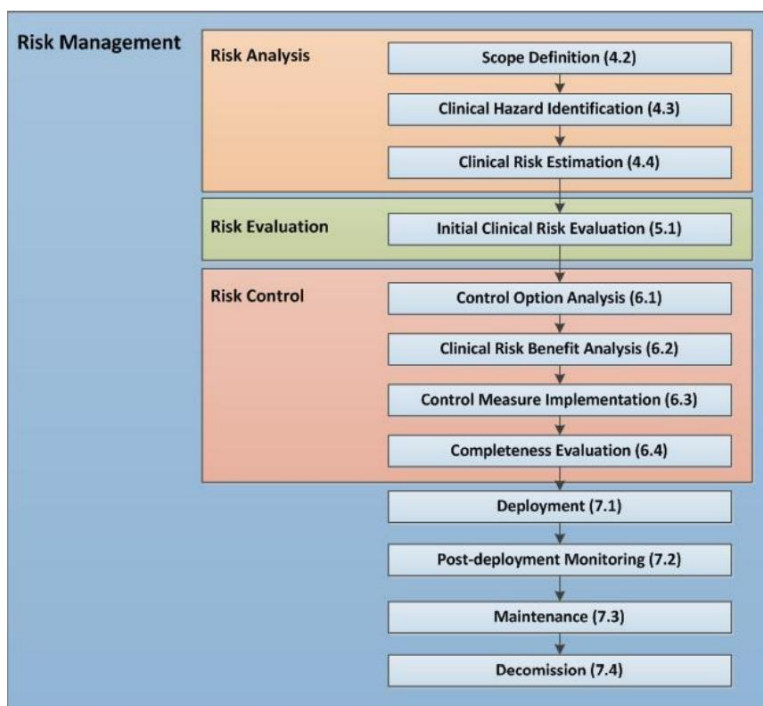 Risk Management
Risk Analysis
Scope Definition (4.2)
Clinical Hazard Identification (4.3)
Clinical Risk Estimation (4.4)
Risk Evaluation
Initial Clinical Risk Evaluation (5.1)
Risk Control
Control Option Analysis (6.1)
Clinical Risk Benefit Analysis (6.2)
Control Measure Implementation (6.3)
Completeness Evaluation (6.4)
Deployment (7.1)
Post-deployment Monitoring (7.2)
Maintenance (7.3)
Decomission (7.4)